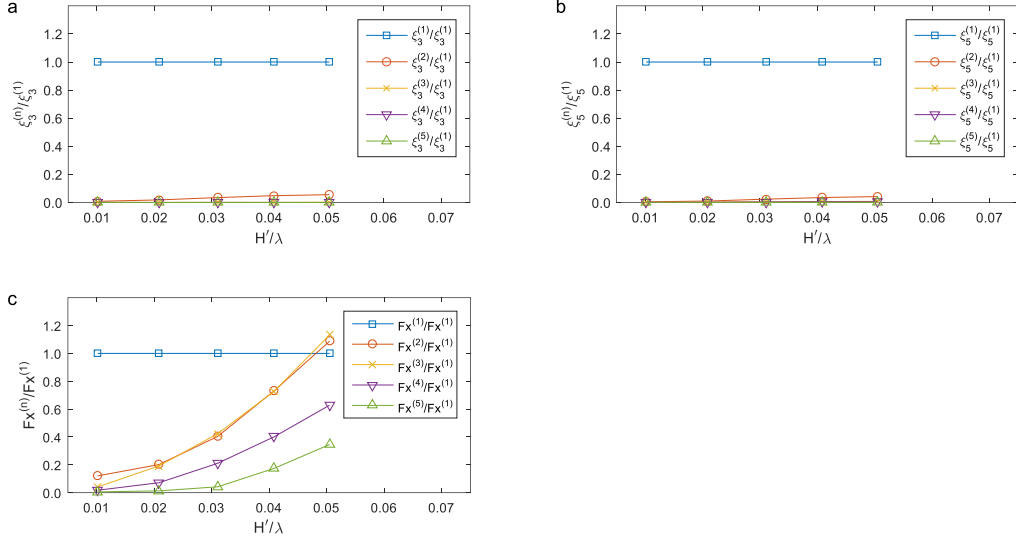 a
1.2
1.0
0.8
0.6
0.4
0.2
0.0
0.01 0.02 0.03 0.04 0.05 0.06 0.07
H′/λ
ξ₃⁽ⁿ⁾/ξ₃⁽¹⁾
ξ₃⁽¹⁾/ξ₃⁽¹⁾
ξ₃⁽²⁾/ξ₃⁽¹⁾
ξ₃⁽³⁾/ξ₃⁽¹⁾
ξ₃⁽⁴⁾/ξ₃⁽¹⁾
ξ₃⁽⁵⁾/ξ₃⁽¹⁾
b
1.2
1.0
0.8
0.6
0.4
0.2
0.0
0.01 0.02 0.03 0.04 0.05 0.06 0.07
H′/λ
ξ₅⁽ⁿ⁾/ξ₅⁽¹⁾
ξ₅⁽¹⁾/ξ₅⁽¹⁾
ξ₅⁽²⁾/ξ₅⁽¹⁾
ξ₅⁽³⁾/ξ₅⁽¹⁾
ξ₅⁽⁴⁾/ξ₅⁽¹⁾
ξ₅⁽⁵⁾/ξ₅⁽¹⁾
c
1.2
1.0
0.8
0.6
0.4
0.2
0.0
0.01 0.02 0.03 0.04 0.05 0.06 0.07
H′/λ
Fx⁽ⁿ⁾/Fx⁽¹⁾
Fx⁽¹⁾/Fx⁽¹⁾
Fx⁽²⁾/Fx⁽¹⁾
Fx⁽³⁾/Fx⁽¹⁾
Fx⁽⁴⁾/Fx⁽¹⁾
Fx⁽⁵⁾/Fx⁽¹⁾